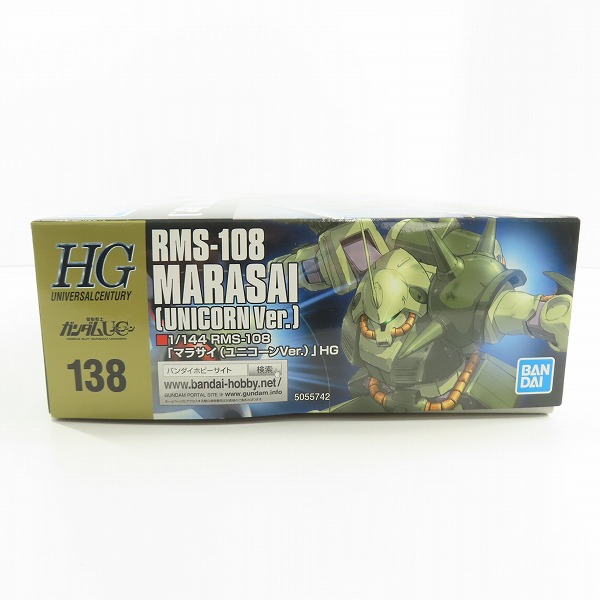 HG
UNIVERSALCENTURY
機動戦士
ガンダムUC
138
RMS-108
MARASAI
(UNICORN Ver.)
■1/144 RMS-108
「マラサイ(ユニコーンVer.)」HG
バンダイホビーサイト 検索
www.bandai-hobby.net/
GUNDAM PORTAL SITE www.gundam.info
5055742
BAN
DAI